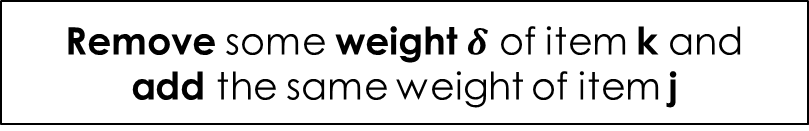 Remove some weight δ of item k and
add the same weight of item j